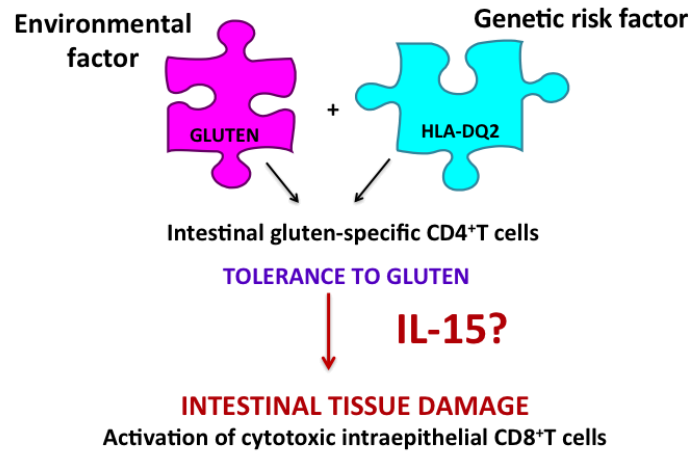 Environmental
factor
Genetic risk factor
GLUTEN
+
HLA-DQ2
Intestinal gluten-specific CD4⁺T cells
TOLERANCE TO GLUTEN
IL-15?
INTESTINAL TISSUE DAMAGE
Activation of cytotoxic intraepithelial CD8⁺T cells